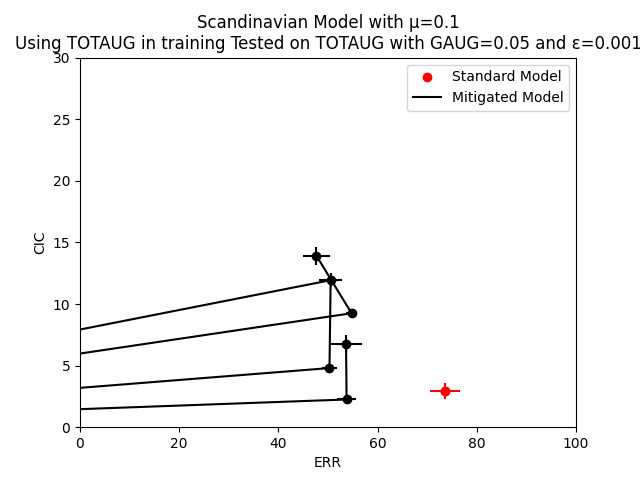 Scandinavian Model with μ=0.1
Using TOTAUG in training Tested on TOTAUG with GAUG=0.05 and ε=0.001
Standard Model
Mitigated Model
30
25
20
15
10
5
0
CIC
0 20 40 60 80 100
ERR